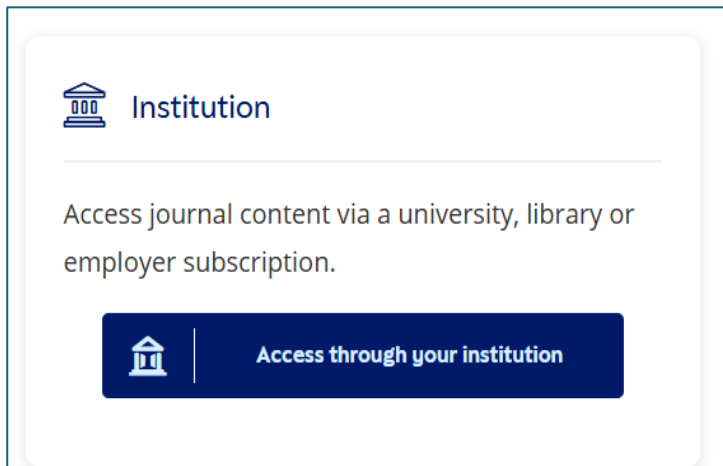 Institution
Access journal content via a university, library or
employer subscription.
Access through your institution